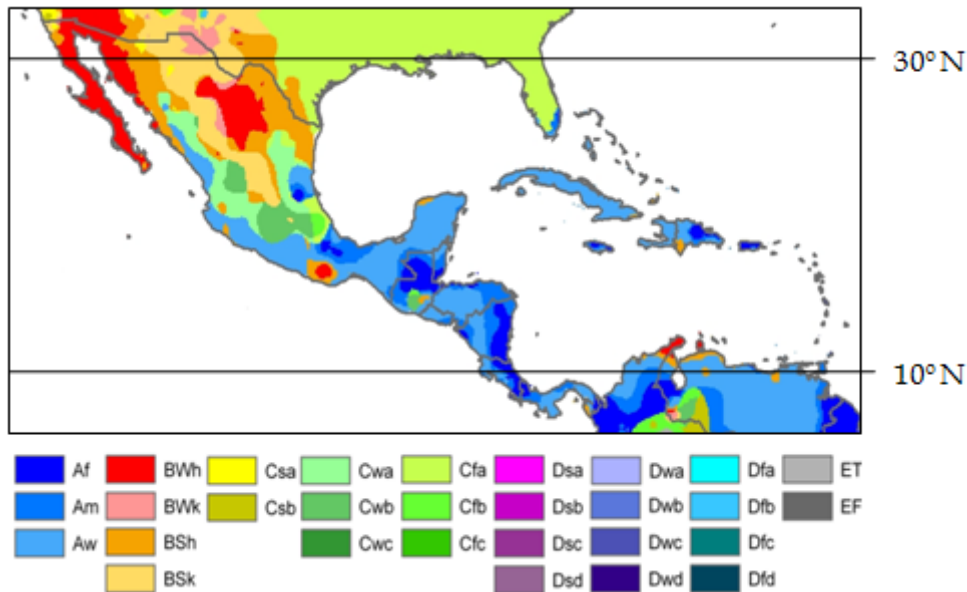 30°N
10°N
Af BWh Csa Cwa Cfa Dsa Dwa Dfa ET
Am BWk Csb Cwb Cfb Dsb Dwb Dfb EF
Aw BSh Cwc Cfc Dsc Dwc Dfc
BSk Dsd Dwd Dfd